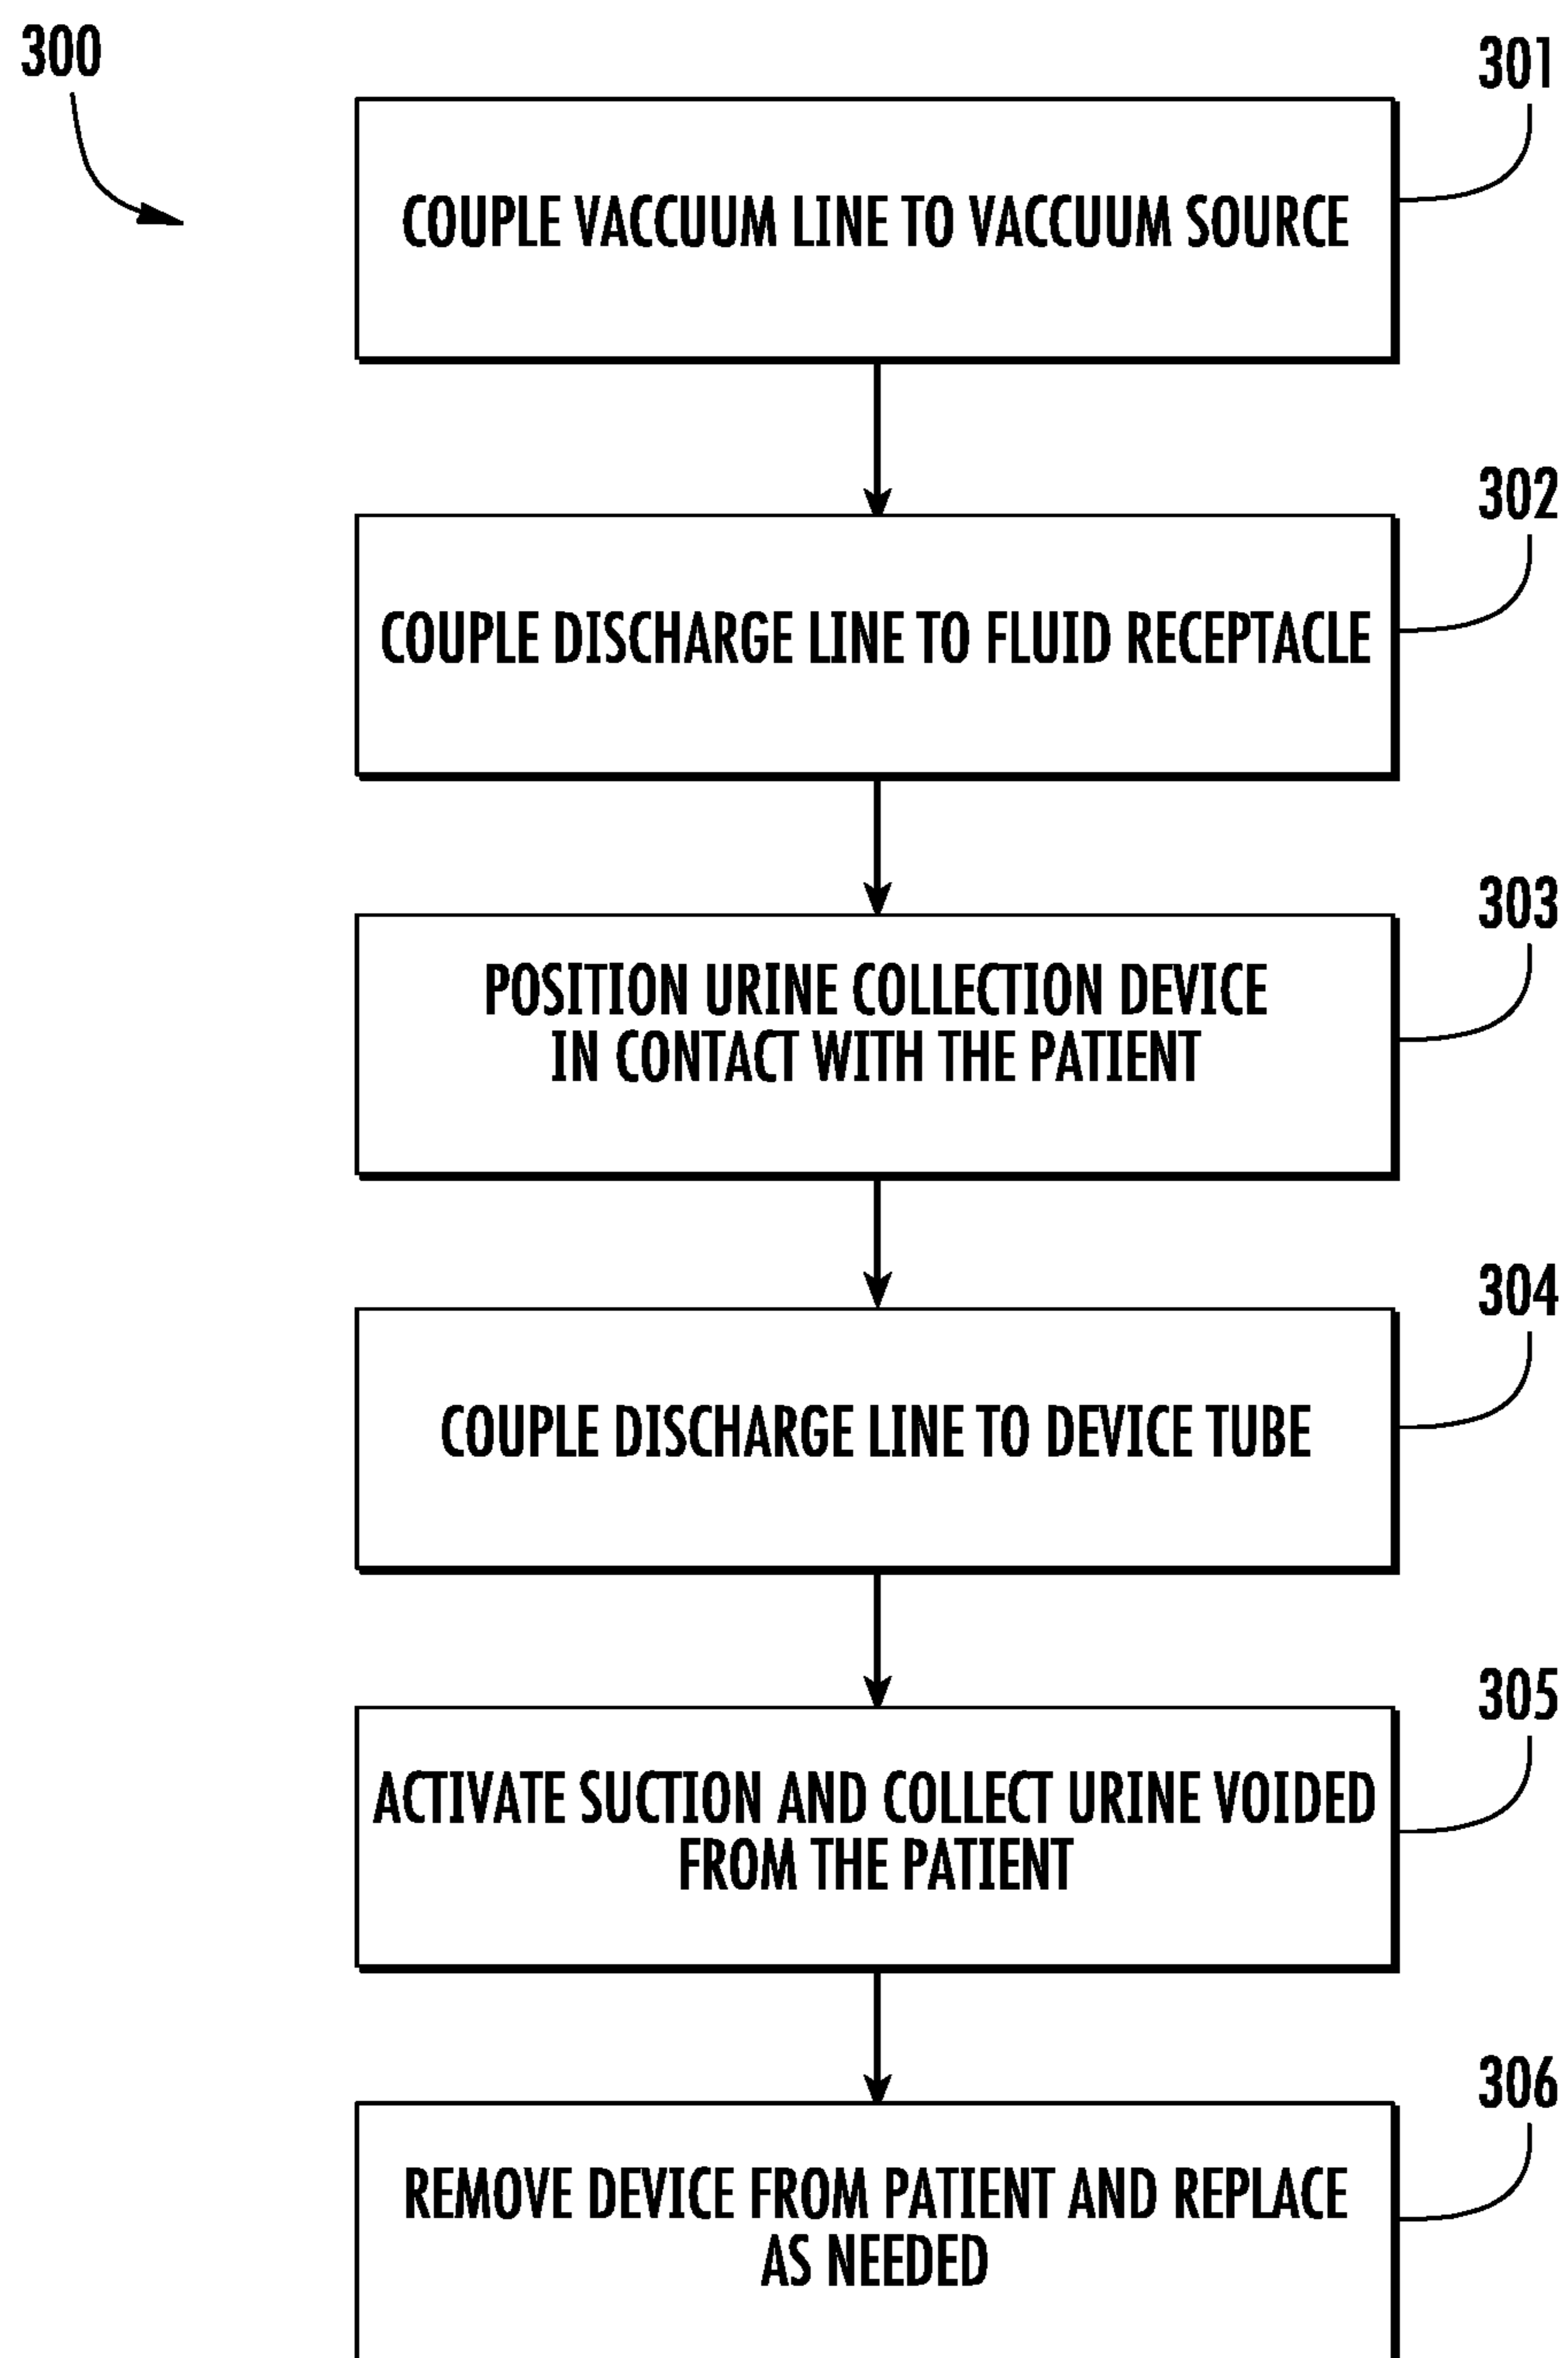 300
301
COUPLE VACCUUM LINE TO VACCUUM SOURCE
302
COUPLE DISCHARGE LINE TO FLUID RECEPTACLE
303
POSITION URINE COLLECTION DEVICE
IN CONTACT WITH THE PATIENT
304
COUPLE DISCHARGE LINE TO DEVICE TUBE
305
ACTIVATE SUCTION AND COLLECT URINE VOIDED
FROM THE PATIENT
306
REMOVE DEVICE FROM PATIENT AND REPLACE
AS NEEDED